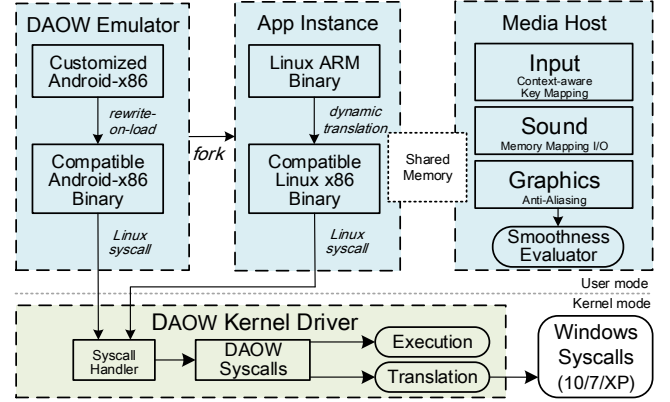 DAOW Emulator
Customized
Android-x86
rewrite-
on-load
Compatible
Android-x86
Binary
Linux
syscall
fork
App Instance
Linux ARM
Binary
dynamic
translation
Compatible
Linux x86
Binary
Linux
syscall
Shared
Memory
Media Host
Input
Context-aware
Key Mapping
Sound
Memory Mapping I/O
Graphics
Anti-Aliasing
Smoothness
Evaluator
User mode
Kernel mode
DAOW Kernel Driver
Syscall
Handler
DAOW
Syscalls
Execution
Translation
Windows
Syscalls
(10/7/XP)